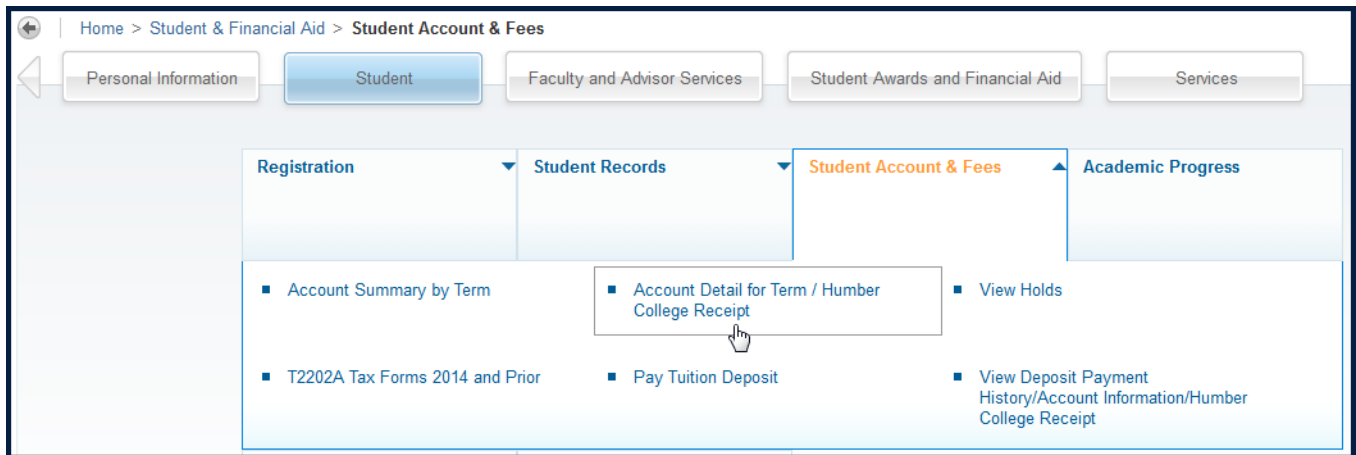 Home > Student & Financial Aid > Student Account & Fees
Personal Information
Student
Faculty and Advisor Services
Student Awards and Financial Aid
Services
Registration
Student Records
Student Account & Fees
Academic Progress
Account Summary by Term
Account Detail for Term / Humber
College Receipt
View Holds
T2202A Tax Forms 2014 and Prior
Pay Tuition Deposit
View Deposit Payment
History/Account Information/Humber
College Receipt